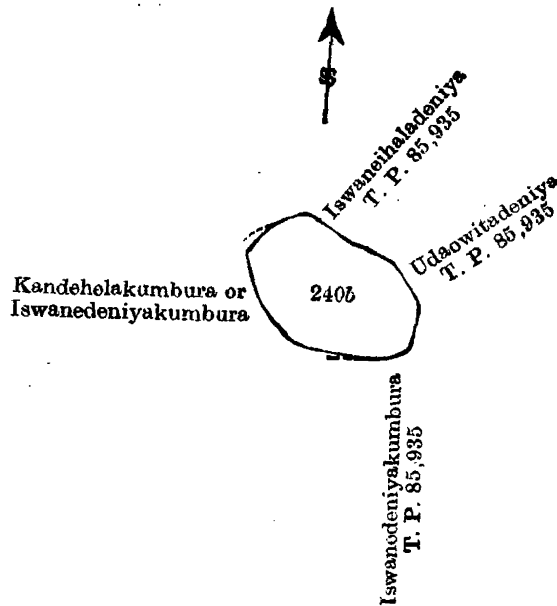 Iswaneihaladeniya
T. P. 85,935
Udaowitadeniya
T. P. 85,935
Kandeholakumbura or
Iswanedeniyakumbura
240b
Iswanodeniyakumbura
T. P. 85,935